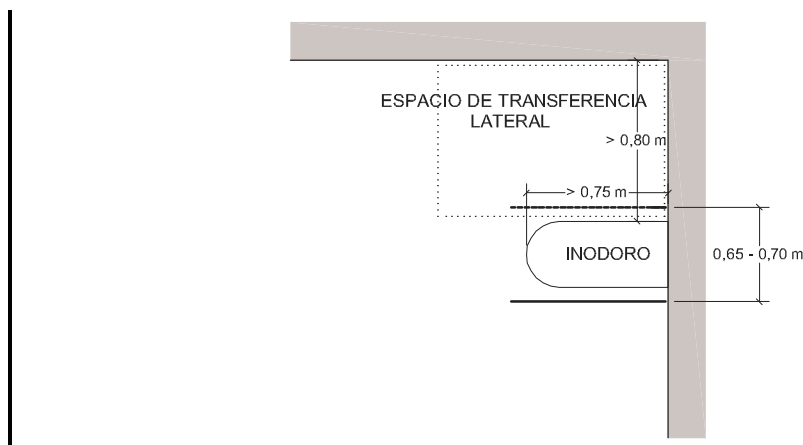 ESPACIO DE TRANSFERENCIA
LATERAL
> 0,80 m
> 0,75 m
INODORO
0,65 - 0,70 m